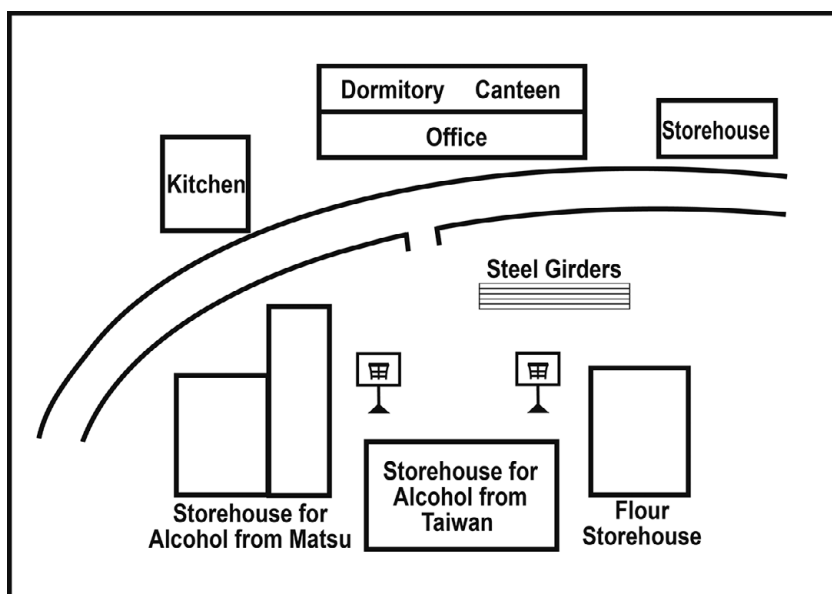 Dormitory Canteen
Office
Storehouse
Kitchen
Steel Girders
Storehouse for
Alcohol from Matsu
Storehouse for
Alcohol from
Taiwan
Flour
Storehouse